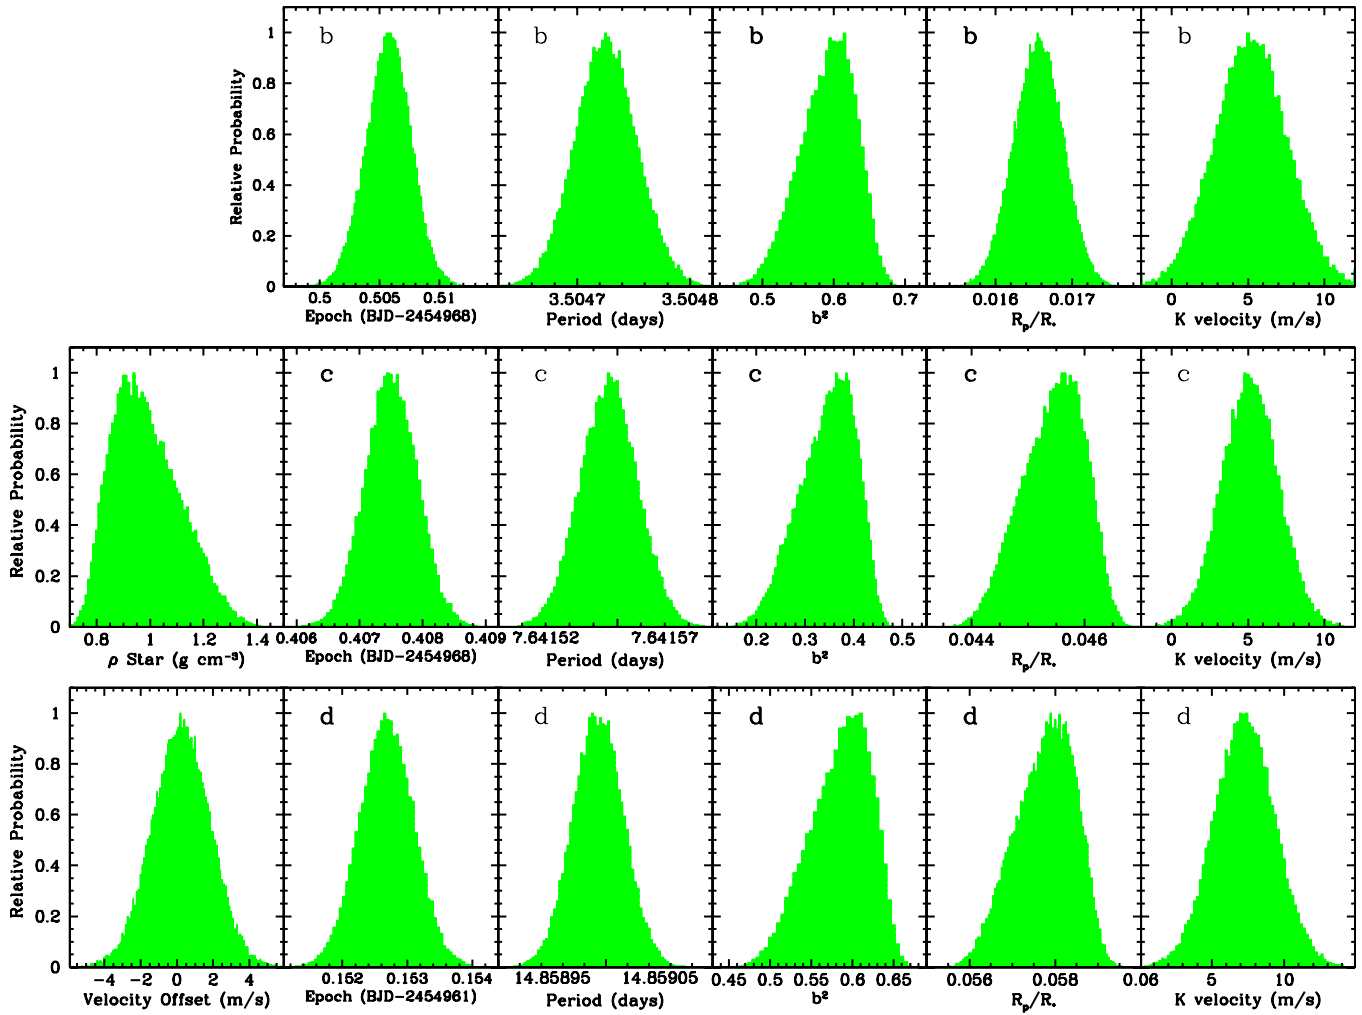 b b b b b
1
0.8
0.6
0.4
0.2
0
Relative Probability
0.5 0.505 0.51 3.5047 3.5048 0.5 0.6 0.7 0.016 0.017 0 5 10
Epoch (BJD-2454968) Period (days) b² Rp/R* K velocity (m/s)
c c c c c
1
0.8
0.6
0.4
0.2
0
Relative Probability
0.8 1 1.2 1.4 0.406 0.407 0.408 0.409 7.64152 7.64157 0.2 0.3 0.4 0.5 0.044 0.046 0 5 10
ρ Star (g cm⁻³) Epoch (BJD-2454968) Period (days) b² Rp/R* K velocity (m/s)
d d d d d
1
0.8
0.6
0.4
0.2
0
Relative Probability
−4 −2 0 2 4 0.152 0.153 0.154 14.85895 14.85905 0.45 0.5 0.55 0.6 0.65 0.056 0.058 0.06 5 10
Velocity Offset (m/s) Epoch (BJD-2454961) Period (days) b² Rp/R* K velocity (m/s)